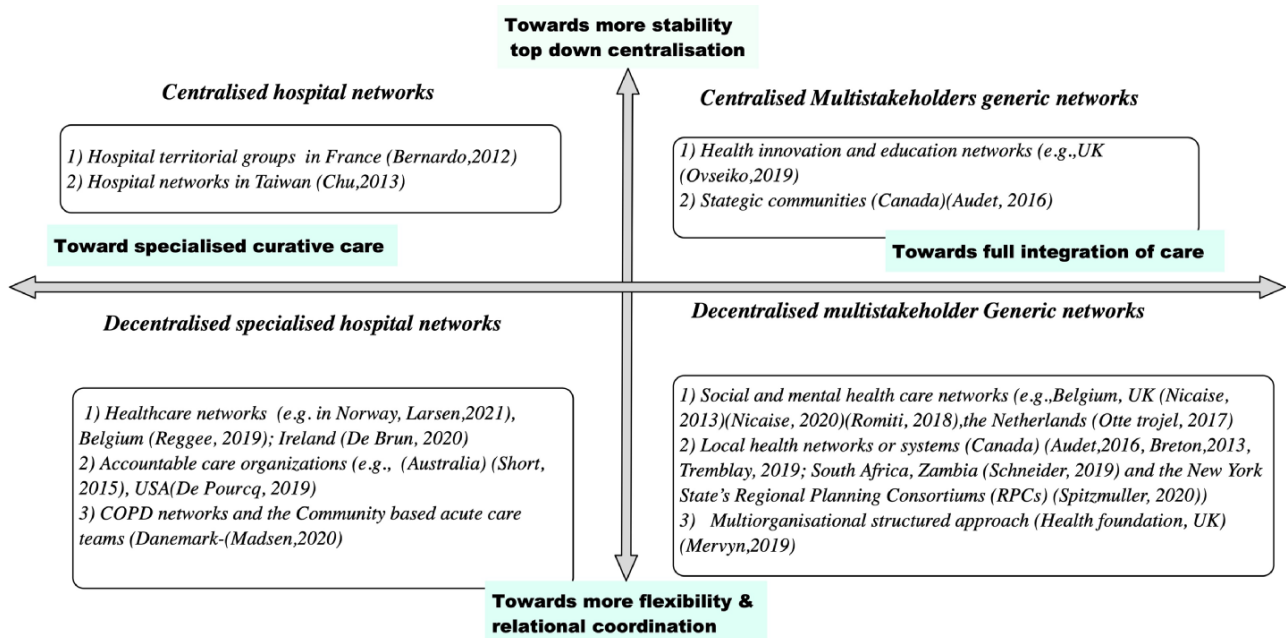 Towards more stability
top down centralisation
Centralised hospital networks
Centralised Multistakeholders generic networks
1) Hospital territorial groups in France (Bernardo,2012)
2) Hospital networks in Taiwan (Chu,2013)
1) Health innovation and education networks (e.g.,UK
(Ovseiko,2019)
2) Stategic communities (Canada)(Audet, 2016)
Toward specialised curative care
Towards full integration of care
Decentralised specialised hospital networks
Decentralised multistakeholder Generic networks
1) Healthcare networks (e.g. in Norway, Larsen,2021),
Belgium (Reggee, 2019); Ireland (De Brun, 2020)
2) Accountable care organizations (e.g., (Australia) (Short,
2015), USA(De Pourcq, 2019)
3) COPD networks and the Community based acute care
teams (Danemark-(Madsen,2020)
1) Social and mental health care networks (e.g.,Belgium, UK (Nicaise,
2013)(Nicaise, 2020)(Romiti, 2018),the Netherlands (Otte trojel, 2017)
2) Local health networks or systems (Canada) (Audet,2016, Breton,2013,
Tremblay, 2019; South Africa, Zambia (Schneider, 2019) and the New York
State’s Regional Planning Consortiums (RPCs) (Spitzmuller, 2020))
3) Multiorganisational structured approach (Health foundation, UK)
(Mervyn,2019)
Towards more flexibility &
relational coordination